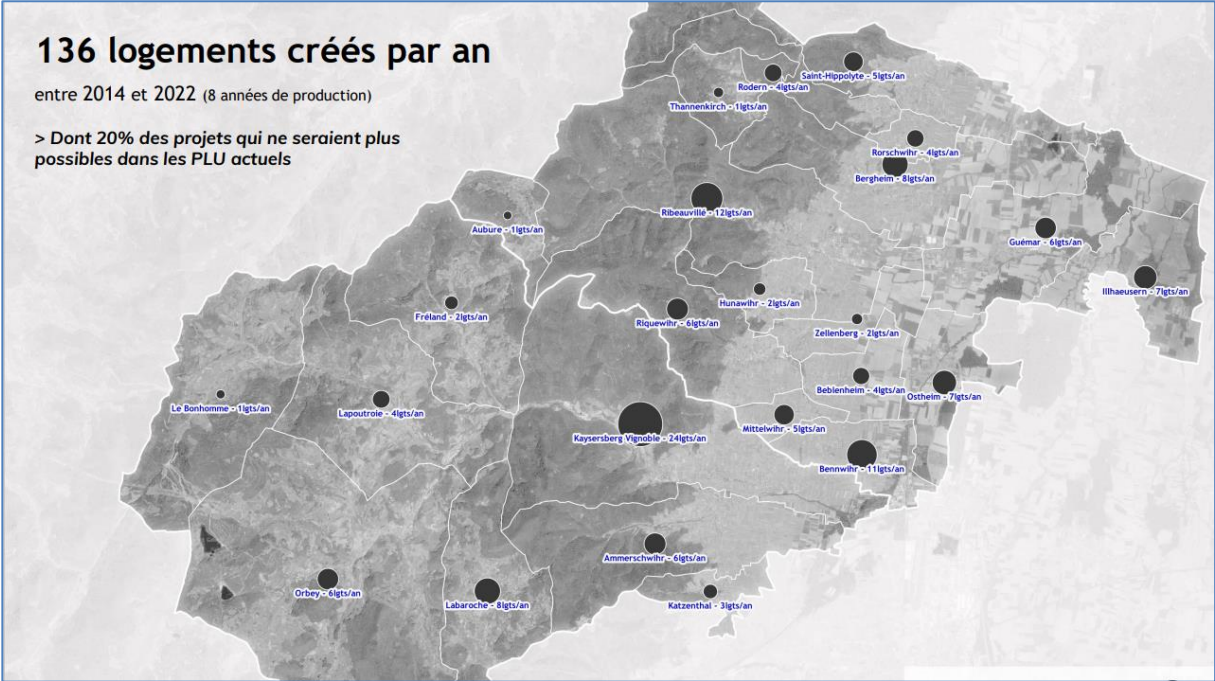 136 logements créés par an
entre 2014 et 2022 (8 années de production)
> Dont 20% des projets qui ne seraient plus
possibles dans les PLU actuels
Saint-Hippolyte - 5lgts/an
Rodern - 4lgts/an
Thannenkirch - 1lgts/an
Rorschwihr - 4lgts/an
Bergheim - 8lgts/an
Ribeauvillé - 12lgts/an
Aubure - 1lgts/an
Guémar - 6lgts/an
Illhaeusern - 7lgts/an
Hunawihr - 2lgts/an
Fréland - 2lgts/an
Riquewihr - 6lgts/an
Zellenberg - 2lgts/an
Beblenheim - 4lgts/an
Ostheim - 7lgts/an
Le Bonhomme - 1lgts/an
Lapoutroie - 4lgts/an
Mittelwihr - 5lgts/an
Kaysersberg Vignoble - 24lgts/an
Bennwihr - 11lgts/an
Ammerschwihr - 6lgts/an
Orbey - 6lgts/an
Labaroche - 8lgts/an
Katzenthal - 3lgts/an